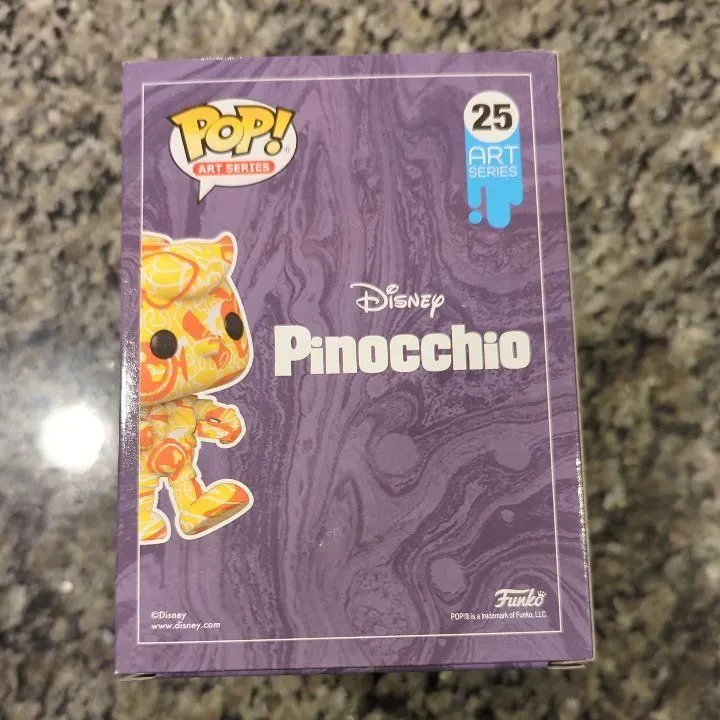 POP!
ART SERIES
25
ART
SERIES
Disney
Pinocchio
©Disney
www.disney.com
Funko
POP!® is a trademark of Funko, LLC.